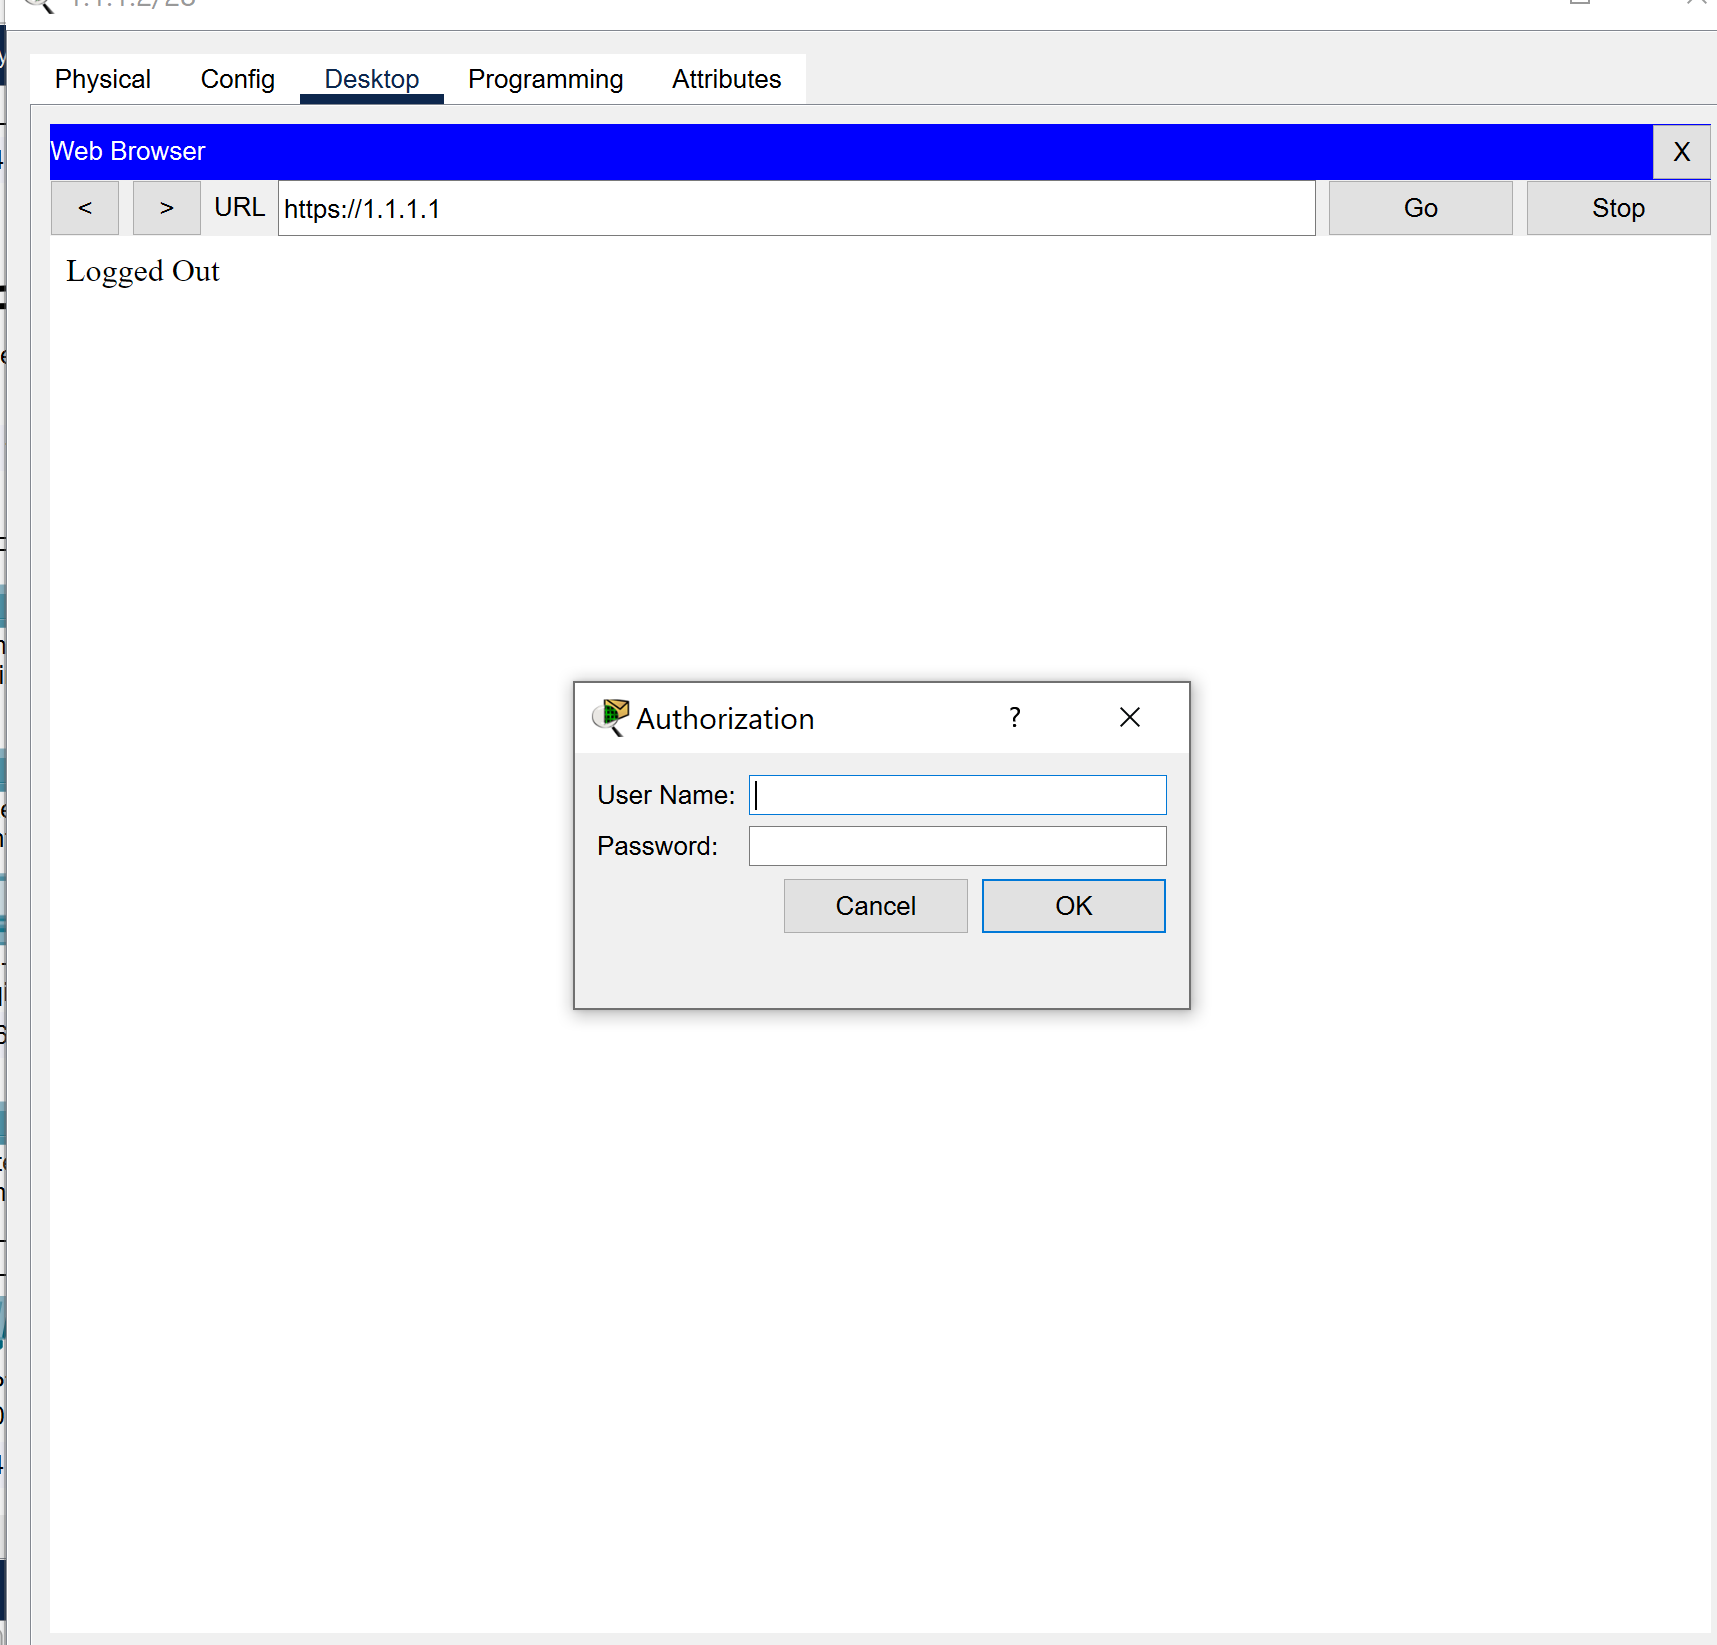 Physical Config Desktop Programming Attributes
Web Browser X
< > URL https://1.1.1.1 Go Stop
Logged Out
Authorization ?
User Name:
Password:
Cancel OK